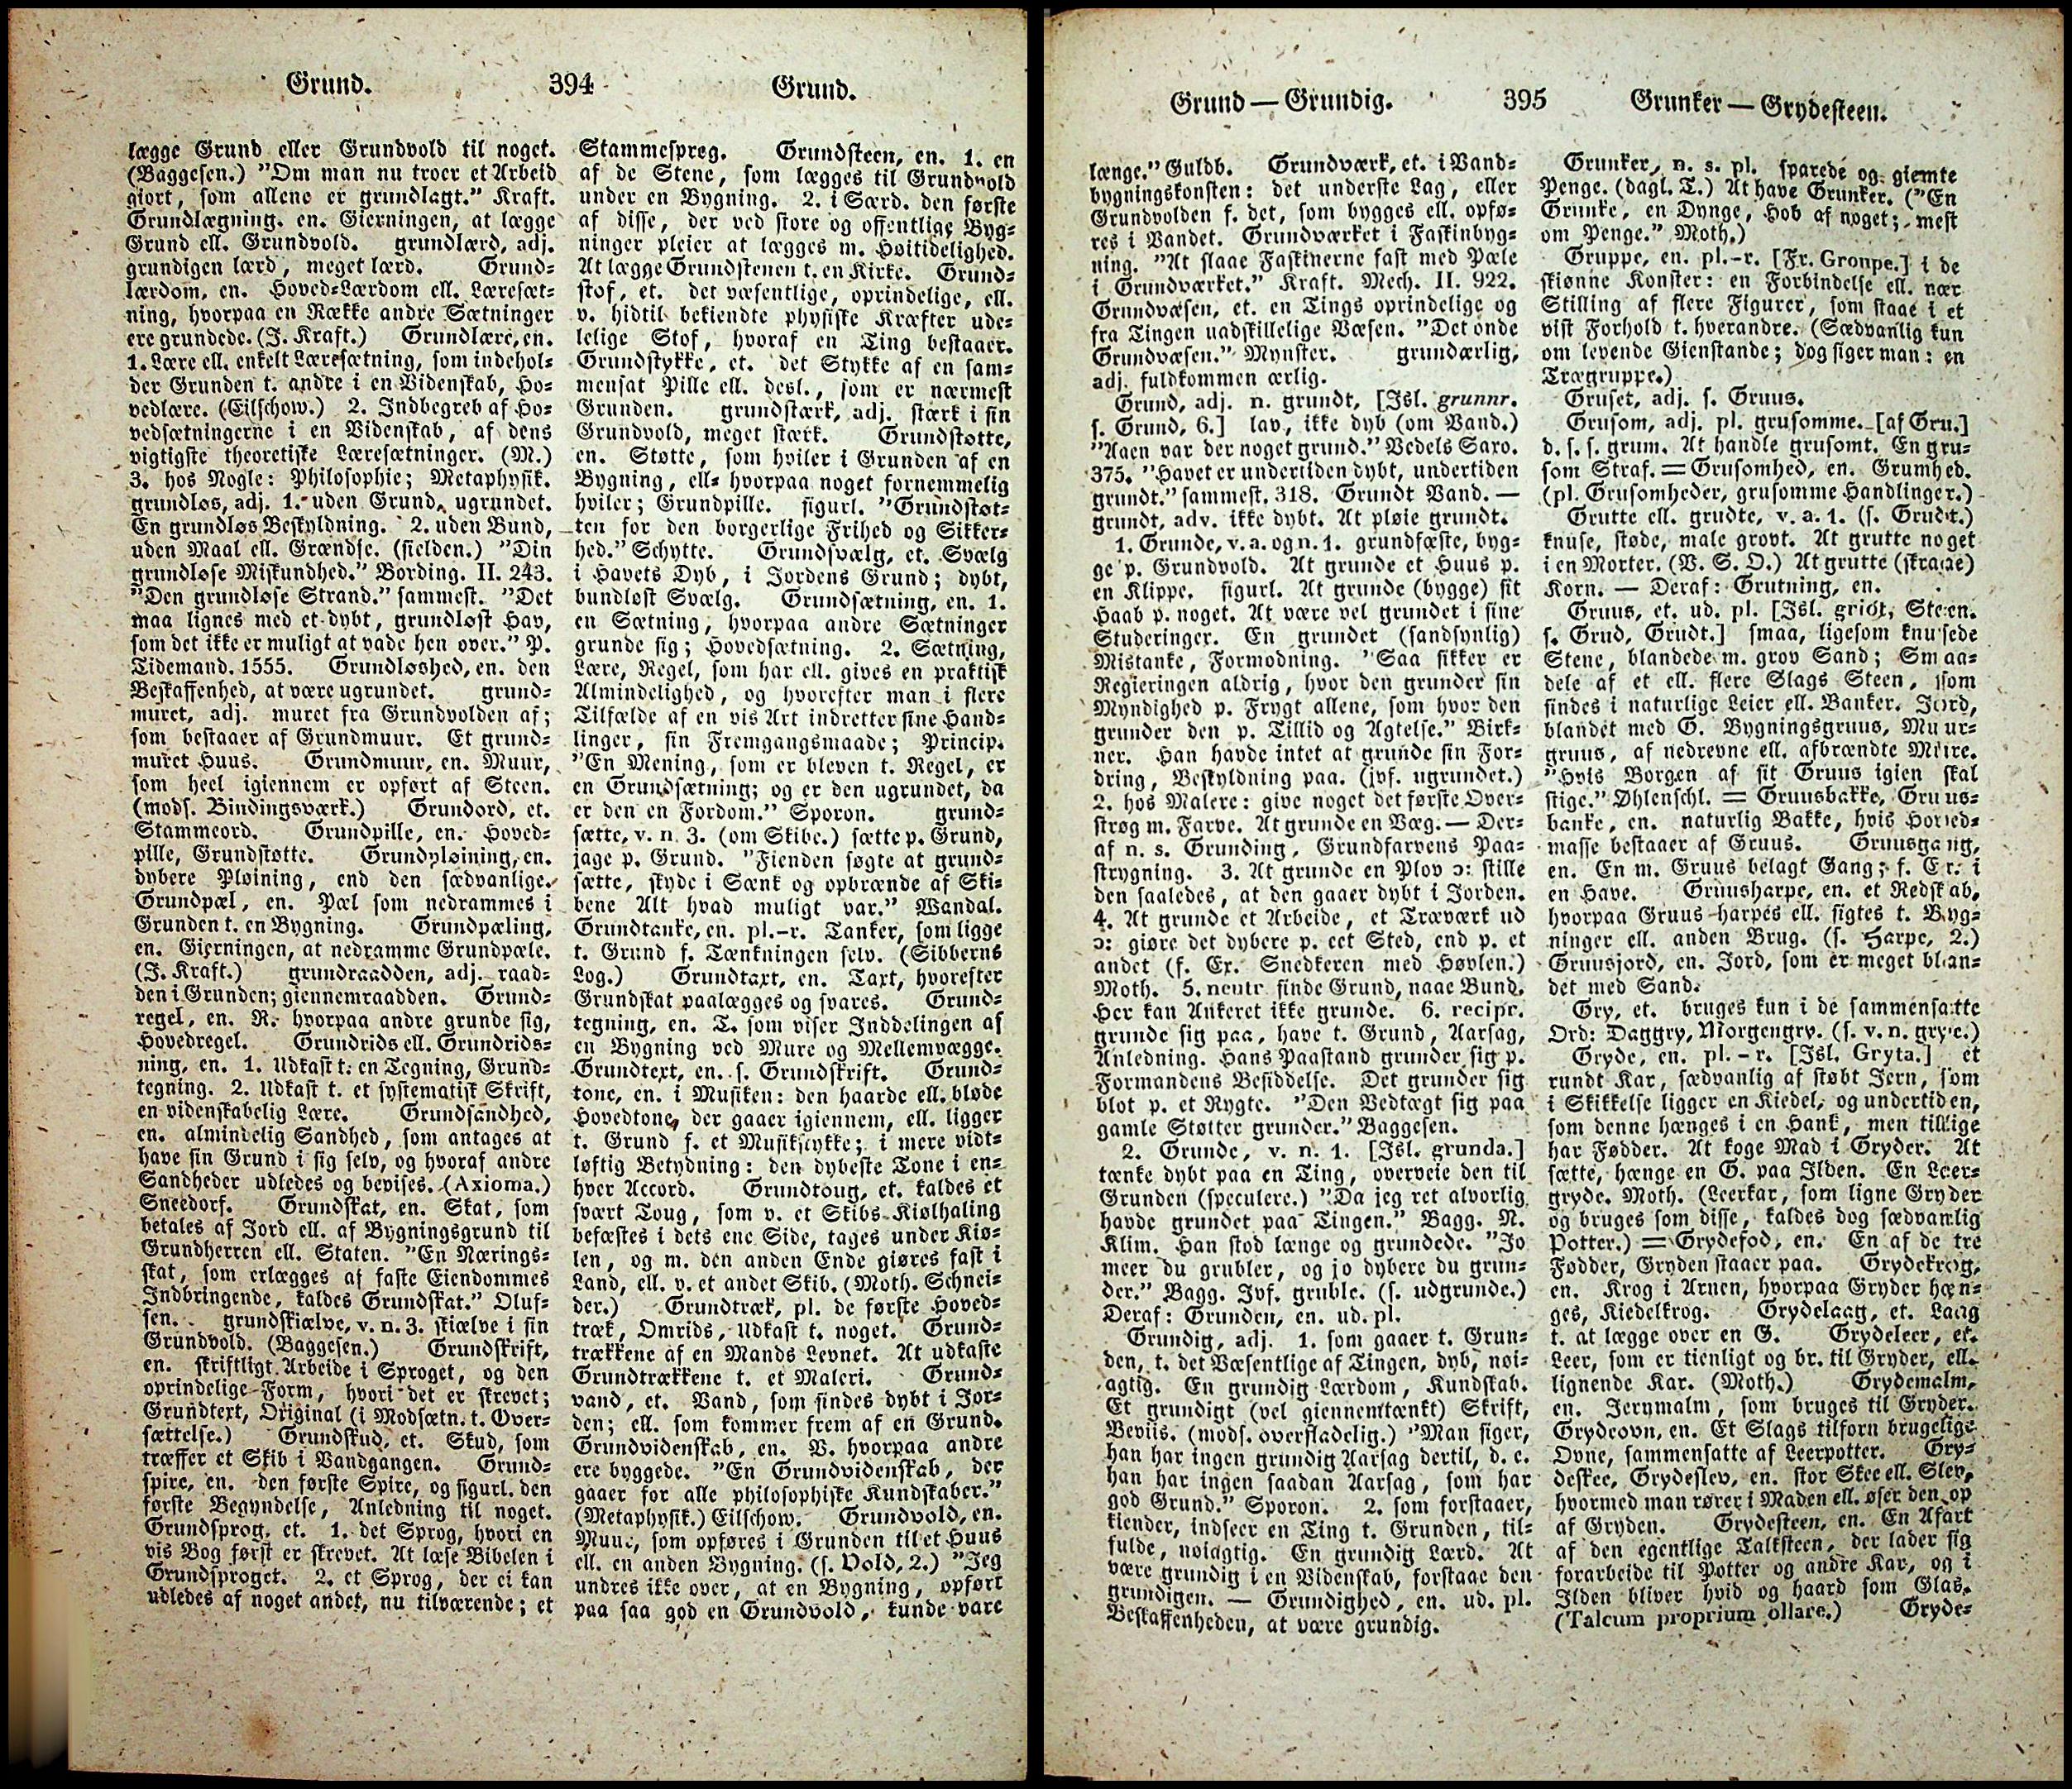 Grund. 394 Grund.
lægge Grund eller Grundvold til noget.
(Baggesen.) ”Om man nu troer et Arbeid
giort, som allene er grundlagt.” Kraft.
Grundlægning. en. Gierningen, at lægge
Grund ell. Grundvold. grundlærd, adj.
grundigen lærd, meget lærd. Grund-
lærdom, en. Hoved-Lærdom ell. Læresæt-
ning, hvorpaa en Række andre Sætninger
ere grundede. (J. Kraft.) Grundlære, en.
1. Lære ell. enkelt Læresætning, som indehol-
der Grunden t. andre i en Videnskab, Ho-
vedlære. (Eilschow.) 2. Indbegreb af Ho-
vedsætningerne i en Videnskab, af dens
vigtigste theoretiske Læresætninger. (M.)
3. hos Nogle: Philosophie; Metaphysik.
grundløs, adj. 1. uden Grund, ugrundet.
En grundløs Beskyldning. 2. uden Bund,
uden Maal ell. Grændse. (sielden.) ”Din
grundløse Miskundhed.” Bording. II. 243.
”Den grundløse Strand.” sammest. ”Det
maa lignes med et dybt, grundløst Hav,
som det ikke er muligt at vade hen over.” P.
Tidemand. 1555. Grundløshed, en. den
Beskaffenhed, at være ugrundet. grund-
muret, adj. muret fra Grundvolden af;
som bestaaer af Grundmuur. Et grund-
muret Huus. Grundmuur, en. Muur,
som heel igiennem er opført af Steen.
(mods. Bindingsværk.) Grundord, et.
Stammeord. Grundpille, en. Hoved-
pille, Grundstøtte. Grundpløining, en.
dybere Pløining, end den sædvanlige.
Grundpæl, en. Pæl som nedrammes i
Grunden t. en Bygning. Grundpæling,
en. Gierningen, at nedramme Grundpæle.
(J. Kraft.) grundraadden, adj. raad-
den i Grunden; giennemraadden. Grund-
regel, en. R. hvorpaa andre grunde sig,
Hovedregel. Grundrids ell. Grundrids-
ning, en. 1. Udkast t. en Tegning, Grund-
tegning. 2. Udkast t. et systematisk Skrift,
en videnskabelig Lære. Grundsandhed,
en. almindelig Sandhed, som antages at
have sin Grund i sig selv, og hvoraf andre
Sandheder udledes og bevises. (Axioma.)
Sneedorf. Grundskat, en. Skat, som
betales af Jord ell. af Bygningsgrund til
Grundherren ell. Staten. ”En Nærings-
skat, som erlægges af faste Eiendommes
Indbringende, kaldes Grundskat.” Oluf-
sen. grundskiælve, v. n. 3. skiælve i sin
Grundvold. (Baggesen.) Grundskrift,
en. skriftligt Arbeide i Sproget, og den
oprindelige Form, hvori det er skrevet;
Grundtext, Original (i Modsætn. t. Over-
sættelse.) Grundskud, et. Skud, som
træffer et Skib i Vandgangen. Grund-
spire, en. den første Spire, og figurl. den
første Begyndelse, Anledning til noget.
Grundsprog, et. 1. det Sprog, hvori en
vis Bog først er skrevet. At læse Bibelen i
Grundsproget. 2. et Sprog, der ei kan
udledes af noget andet, nu tilværende; et
Stammesprog. Grundsteen, en. 1. en
af de Stene, som lægges til Grundvold
under en Bygning. 2. i Særd. den første
af disse, der ved store og offentlige Byg-
ninger pleier at lægges m. Høitidelighed.
At lægge Grundstenen t. en Kirke. Grund-
stof, et. det væsentlige, oprindelige, ell.
v. hidtil bekiendte physiske Kræfter ude-
lelige Stof, hvoraf en Ting bestaaer.
Grundstykke, et. det Stykke af en sam-
mensat Pille ell. desl., som er nærmest
Grunden. grundstærk, adj. stærk i sin
Grundvold, meget stærk. Grundstøtte,
en. Støtte, som hviler i Grunden af en
Bygning, ell. hvorpaa noget fornemmelig
hviler; Grundpille. figurl. ”Grundstøt-
ten for den borgerlige Frihed og Sikker-
hed.” Schytte. Grundsvælg, et. Svælg
i Havets Dyb, i Jordens Grund; dybt,
bundløst Svælg. Grundsætning, en. 1.
en Sætning, hvorpaa andre Sætninger
grunde sig; Hovedsætning. 2. Sætning,
Lære, Regel, som har ell. gives en praktisk
Almindelighed, og hvorefter man i flere
Tilfælde af en vis Art indretter sine Hand-
linger, sin Fremgangsmaade; Princip.
”En Mening, som er bleven t. Regel, er
en Grundsætning; og er den ugrundet, da
er den en Fordom.” Sporon. grund-
sætte, v. n. 3. (om Skibe.) sætte p. Grund,
jage p. Grund. ”Fienden søgte at grund-
sætte, skyde i Sænk og opbrænde af Ski-
bene Alt hvad muligt var.” Wandal.
Grundtanke, en. pl.-r. Tanker, som ligge
t. Grund f. Tænkningen selv. (Sibberns
Log.) Grundtaxt, en. Taxt, hvorefter
Grundskat paalægges og svares. Grund-
tegning, en. T. som viser Inddelingen af
en Bygning ved Mure og Mellemvægge.
Grundtext, en. s. Grundskrift. Grund-
tone, en. i Musiken: den haarde ell. bløde
Hovedtone, der gaaer igiennem, ell. ligger
t. Grund f. et Musikstykke; i mere vidt-
løftig Betydning: den dybeste Tone i en-
hver Accord. Grundtoug, et. kaldes et
svært Toug, som v. et Skibs Kiølhaling
befæstes i dets ene Side, tages under Kiø-
len, og m. den anden Ende giøres fast i
Land, ell. v. et andet Skib. (Moth. Schnei-
der.) Grundtræk, pl. de første Hoved-
træk, Omrids, Udkast t. noget. Grund-
trækkene af en Mands Levnet. At udkaste
Grundtrækkene t. et Maleri. Grund-
vand, et. Vand, som findes dybt i Jor-
den; ell. som kommer frem af en Grund.
Grundvidenskab, en. V. hvorpaa andre
ere byggede. ”En Grundvidenskab, der
gaaer for alle philosophiske Kundskaber.”
(Metaphysik.) Eilschow. Grundvold, en.
Muur, som opføres i Grunden til et Huus
ell. en anden Bygning. (s. Vold, 2.) ”Jeg
undres ikke over, at en Bygning, opført
paa saa god en Grundvold, kunde vare
Grund — Grundig. 395 Grunker — Grydesteen.
længe.” Guldb. Grundværk, et. i Vand-
bygningskonsten: det underste Lag, eller
Grundvolden f. det, som bygges ell. opfø-
res i Vandet. Grundværket i Faskinbyg-
ning. ”At slaae Faskinerne fast med Pæle
i Grundværket.” Kraft. Mech. II. 922.
Grundvæsen, et. en Tings oprindelige og
fra Tingen uadskillelige Væsen. ”Det onde
Grundvæsen.” Mynster. grundærlig,
adj. fuldkommen ærlig.
Grund, adj. n. grundt, [Isl. grunnr.
s. Grund, 6.] lav, ikke dyb (om Vand.)
”Aaen var der noget grund.” Vedels Saxo.
375. ”Havet er undertiden dybt, undertiden
grundt.” sammest. 318. Grundt Vand. —
grundt, adv. ikke dybt. At pløie grundt.
1. Grunde, v. a. og n. 1. grundfæste, byg-
ge p. Grundvold. At grunde et Huus p.
en Klippe. figurl. At grunde (bygge) sit
Haab p. noget. At være vel grundet i sine
Studeringer. En grundet (sandsynlig)
Mistanke, Formodning. ”Saa sikker er
Regieringen aldrig, hvor den grunder sin
Myndighed p. Frygt allene, som hvor den
grunder den p. Tillid og Agtelse.” Birk-
ner. Han havde intet at grunde sin For-
dring, Beskyldning paa. (jvf. ugrundet.)
2. hos Malere: give noget det første Over-
strøg m. Farve. At grunde en Væg. — Der-
af n. s. Grunding, Grundfarvens Paa-
strygning. 3. At grunde en Plov ɔ: stille
den saaledes, at den gaaer dybt i Jorden.
4. At grunde et Arbeide, et Træværk ud
ɔ: giøre det dybere p. eet Sted, end p. et
andet (f. Ex. Snedkeren med Høvlen.)
Moth. 5. neutr. finde Grund, naae Bund.
Her kan Ankeret ikke grunde. 6. recipr.
grunde sig paa, have t. Grund, Aarsag,
Anledning. Hans Paastand grunder sig p.
Formandens Besiddelse. Det grunder sig
blot p. et Rygte. ”Den Vedtægt sig paa
gamle Støtter grunder.” Baggesen.
2. Grunde, v. n. 1. [Isl. grunda.]
tænke dybt paa en Ting, overveie den til
Grunden (speculere.) ”Da jeg ret alvorlig
havde grundet paa Tingen.” Bagg. N.
Klim. Han stod længe og grundede. ”Jo
meer du grubler, og jo dybere du grun-
der.” Bagg. Jvf. gruble. (s. udgrunde.)
Deraf: Grunden, en. ud. pl.
Grundig, adj. 1. som gaaer t. Grun-
den, t. det Væsentlige af Tingen, dyb, nøi-
agtig. En grundig Lærdom, Kundskab.
Et grundigt (vel giennemtænkt) Skrift,
Beviis. (mods. overfladelig.) ”Man siger,
han har ingen grundig Aarsag dertil, d. e.
han har ingen saadan Aarsag, som har
god Grund.” Sporon. 2. som forstaaer,
kiender, indseer en Ting t. Grunden, til-
fulde, nøiagtig. En grundig Lærd. At
være grundig i en Videnskab, forstaae den
grundigen. — Grundighed, en. ud. pl.
Beskaffenheden, at være grundig.
Grunker, n. s. pl. sparede og giemte
Penge. (dagl. T.) At have Grunker. (”En
Grunke, en Dynge, Hob af noget; mest
om Penge.” Moth.)
Gruppe, en. pl.-r. [Fr. Groupe.] i de
skiønne Konster: en Forbindelse ell. nær
Stilling af flere Figurer, som staae i et
vist Forhold t. hverandre. (Sædvanlig kun
om levende Gienstande; dog siger man: en
Trægruppe.)
Gruset, adj. s. Gruus.
Grusom, adj. pl. grusomme. [af Gru.]
d. s. s. grum. At handle grusomt. En gru-
som Straf. = Grusomhed, en. Grumhed.
(pl. Grusomheder, grusomme Handlinger.)
Grutte ell. grudte, v. a. 1. (s. Grudt.)
knuse, støde, male grovt. At grutte noget
i en Morter. (V. S. O.) At grutte (skraae)
Korn. — Deraf: Grutning, en.
Gruus, et. ud. pl. [Isl. griót, Steen.
s. Grud, Grudt.] smaa, ligesom knusede
Stene, blandede m. grov Sand; Smaa-
dele af et ell. flere Slags Steen, som
findes i naturlige Leier ell. Banker. Jord,
blandet med G. Bygningsgruus, Muur-
gruus, af nedrevne ell. afbrændte Mure.
”Hvis Borgen af sit Gruus igien skal
stige.” Øhlenschl. = Gruusbakke, Gruus-
banke, en. naturlig Bakke, hvis Hoved-
masse bestaaer af Gruus. Gruusgang,
en. En m. Gruus belagt Gang; f. Ex. i
en Have. Gruusharpe, en. et Redskab,
hvorpaa Gruus harpes ell. sigtes t. Byg-
ninger ell. anden Brug. (s. Harpe, 2.)
Gruusjord, en. Jord, som er meget blan-
det med Sand.
Gry, et. bruges kun i de sammensatte
Ord: Daggry, Morgengry. (s. v. n. grye.)
Gryde, en. pl. -r. [Isl. Gryta.] et
rundt Kar, sædvanlig af støbt Jern, som
i Skikkelse ligger en Kiedel, og undertiden,
som denne hænges i en Hank, men tillige
har Fødder. At koge Mad i Gryder. At
sætte, hænge en G. paa Ilden. En Leer-
gryde. Moth. (Leerkar, som ligne Gryder
og bruges som disse, kaldes dog sædvanlig
Potter.) = Grydefod, en. En af de tre
Fødder, Gryden staaer paa. Grydekrog,
en. Krog i Arnen, hvorpaa Gryder hæn-
ges, Kiedelkrog. Grydelaag, et. Laag
t. at lægge over en G. Grydeleer, et.
Leer, som er tienligt og br. til Gryder, ell.
lignende Kar. (Moth.) Grydemalm,
en. Jernmalm, som bruges til Gryder.
Grydeovn, en. Et Slags tilforn brugelige
Ovne, sammensatte af Leerpotter. Gry-
deskee, Grydeslev, en. stor Skee ell. Slev,
hvormed man rører i Maden ell. øser den op
af Gryden. Grydesteen, en. En Afart
af den egentlige Talksteen, der lader sig
forarbeide til Potter og andre Kar, og i
Ilden bliver hvid og haard som Glas.
(Talcum proprium ollare.) Gryde-